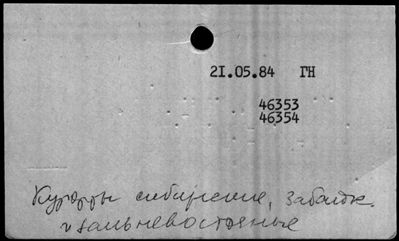 21.05.84 ГН
46353
46354
Курорты сибирские, забайк.
и дальневосточные